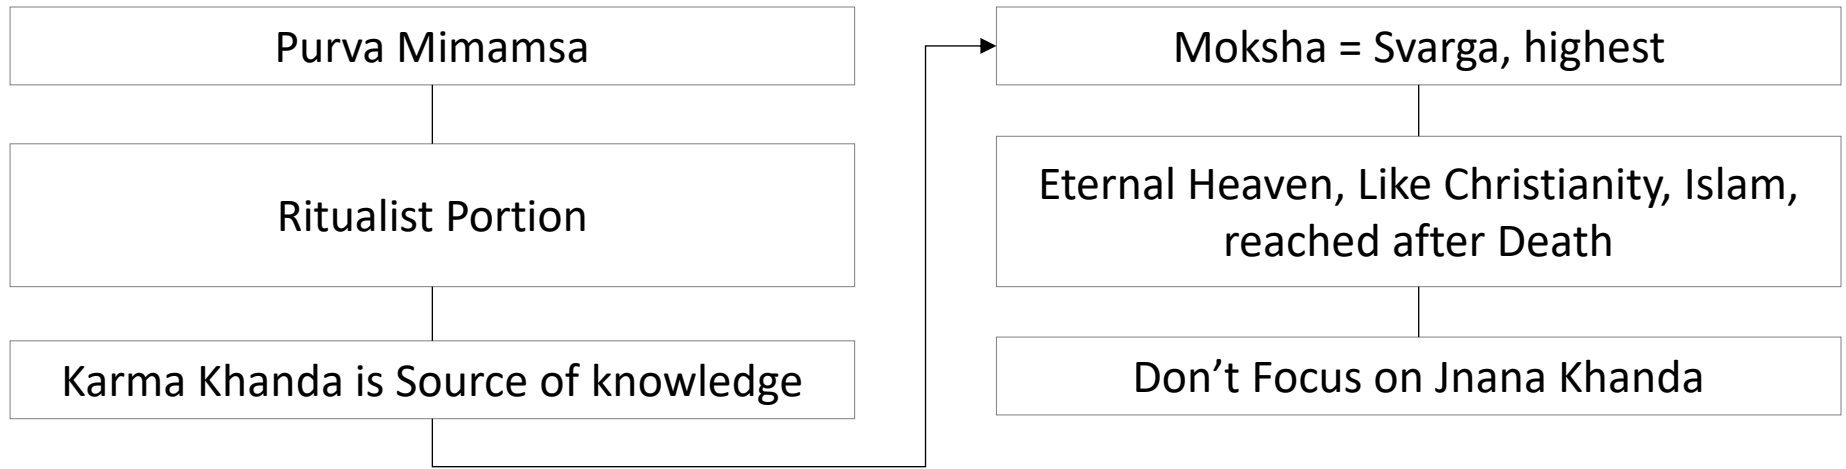 Purva Mimamsa
Ritualist Portion
Karma Khanda is Source of knowledge
Moksha = Svarga, highest
Eternal Heaven, Like Christianity, Islam,
reached after Death
Don’t Focus on Jnana Khanda